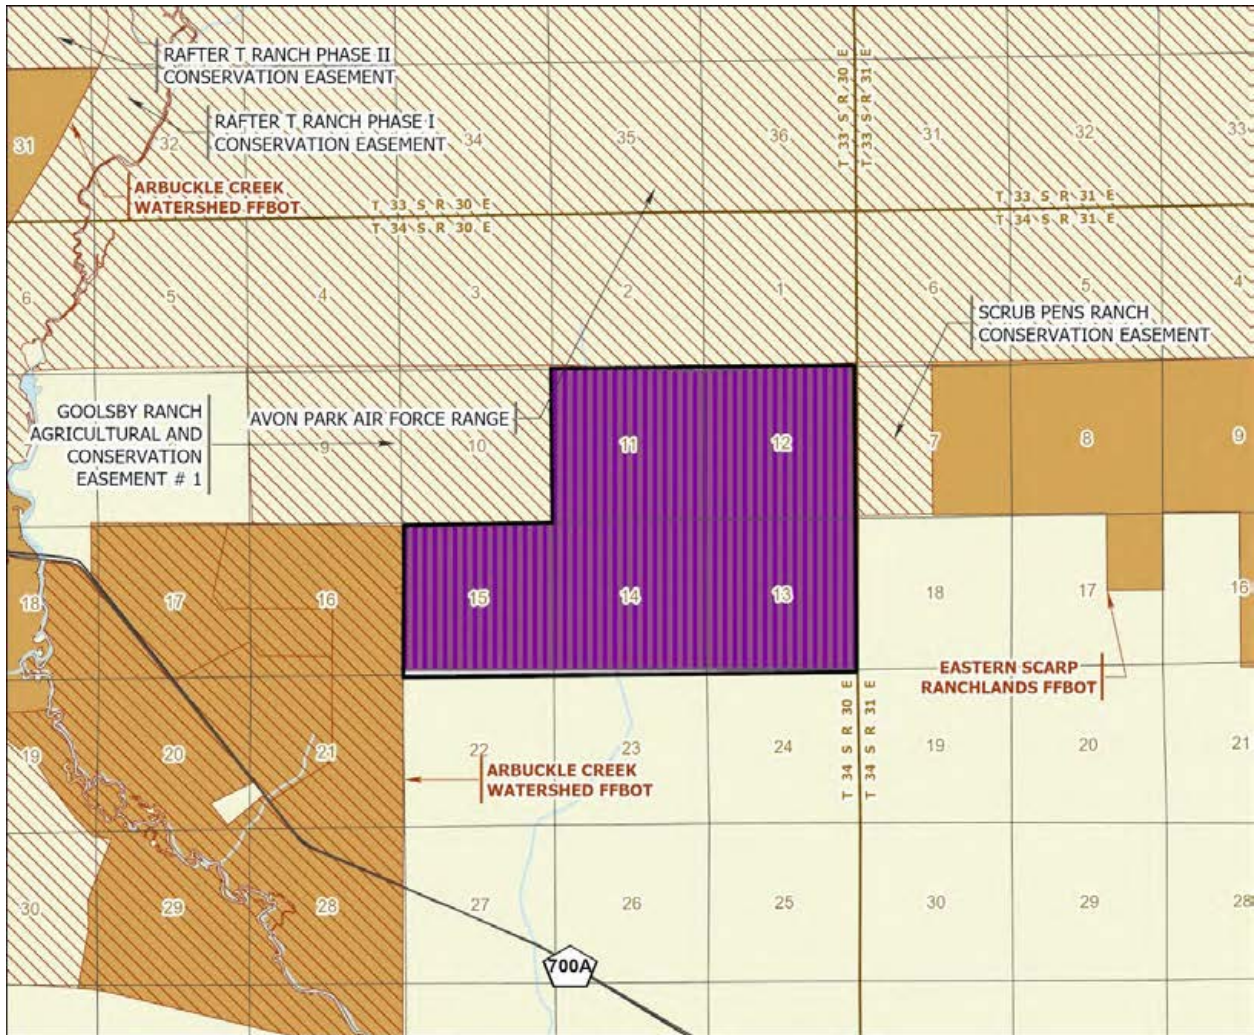 RAFTER T RANCH PHASE II
CONSERVATION EASEMENT
RAFTER T RANCH PHASE I
CONSERVATION EASEMENT
31
32
34
35
36
31
32
33
T 33 S R 30 E
T 33 S R 31 E
ARBUCKLE CREEK
WATERSHED FFBOT
T 33 S R 30 E
T 34 S R 30 E
T 33 S R 31 E
T 34 S R 31 E
6
5
4
3
2
1
6
5
4
SCRUB PENS RANCH
CONSERVATION EASEMENT
GOOLSBY RANCH
AGRICULTURAL AND
CONSERVATION
EASEMENT # 1
AVON PARK AIR FORCE RANGE
9
10
11
12
7
8
9
18
17
16
15
14
13
18
17
16
EASTERN SCARP
RANCHLANDS FFBOT
T 34 S R 30 E
T 34 S R 31 E
19
20
21
22
23
24
19
20
21
ARBUCKLE CREEK
WATERSHED FFBOT
30
29
28
27
26
25
30
29
28
700A